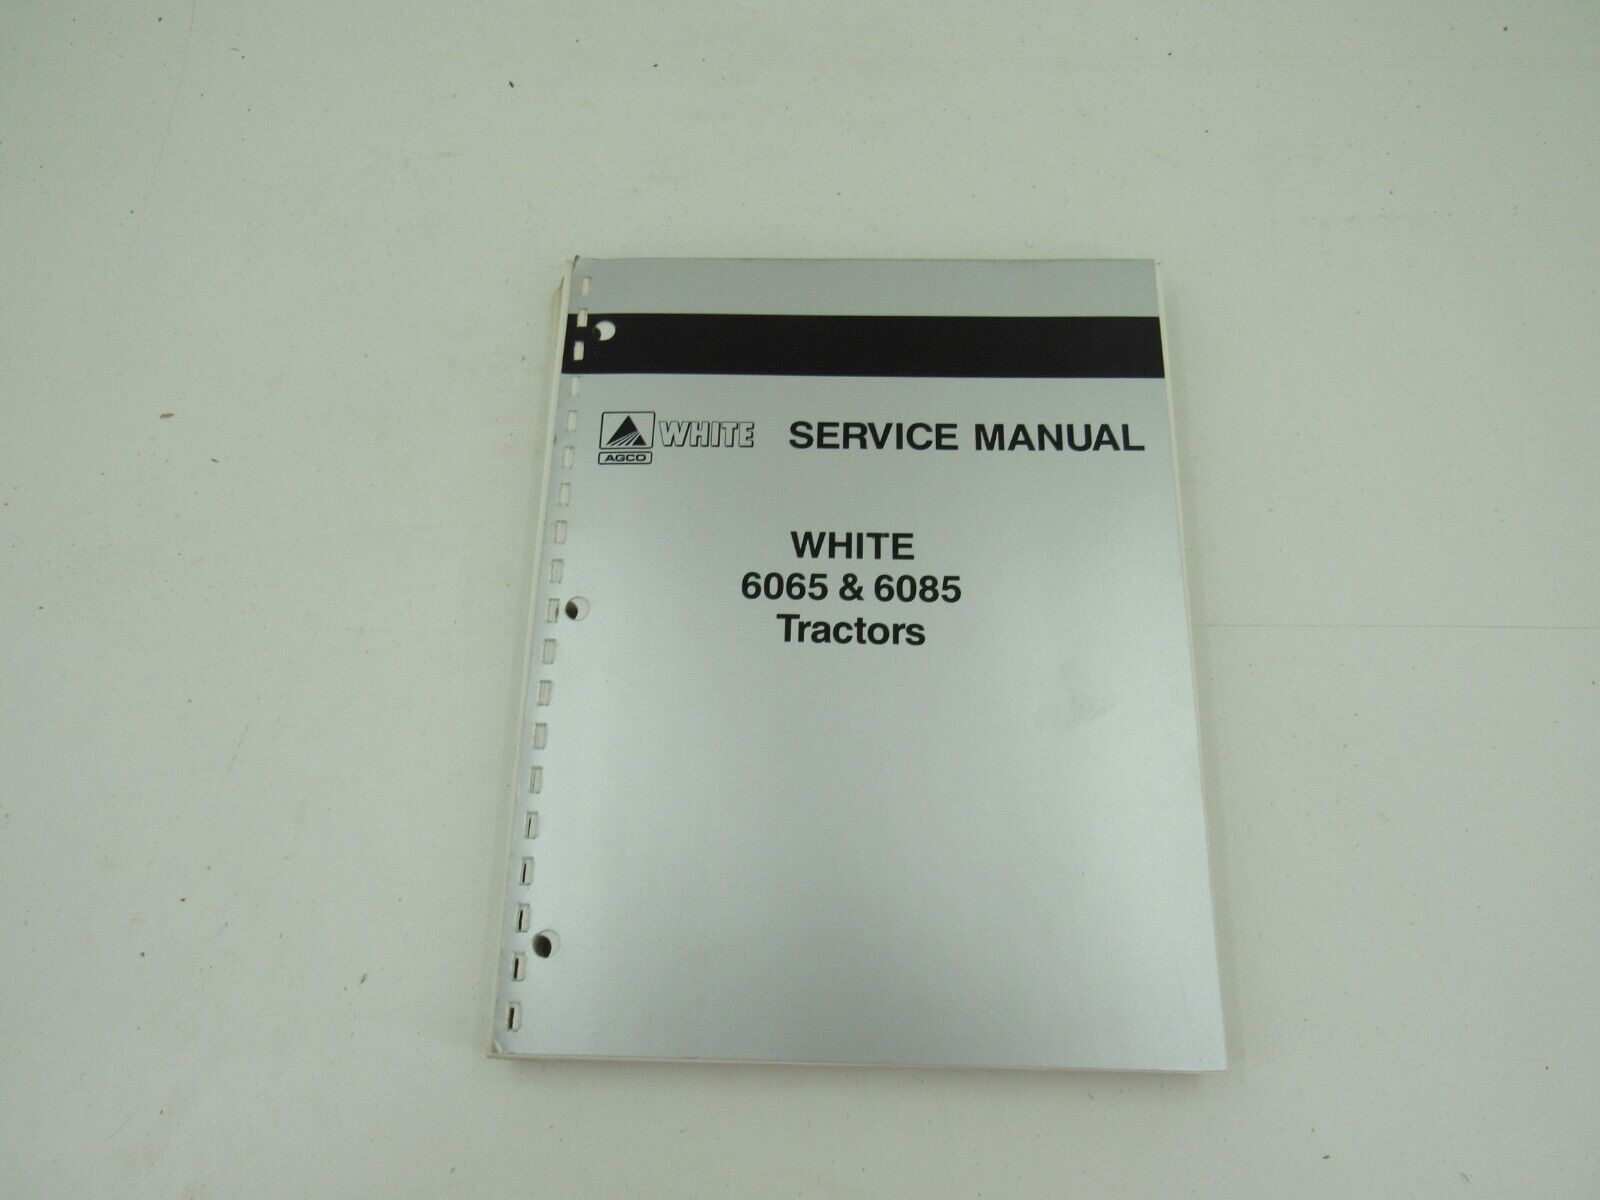 WHITE SERVICE MANUAL
AGCO
WHITE
6065 & 6085
Tractors